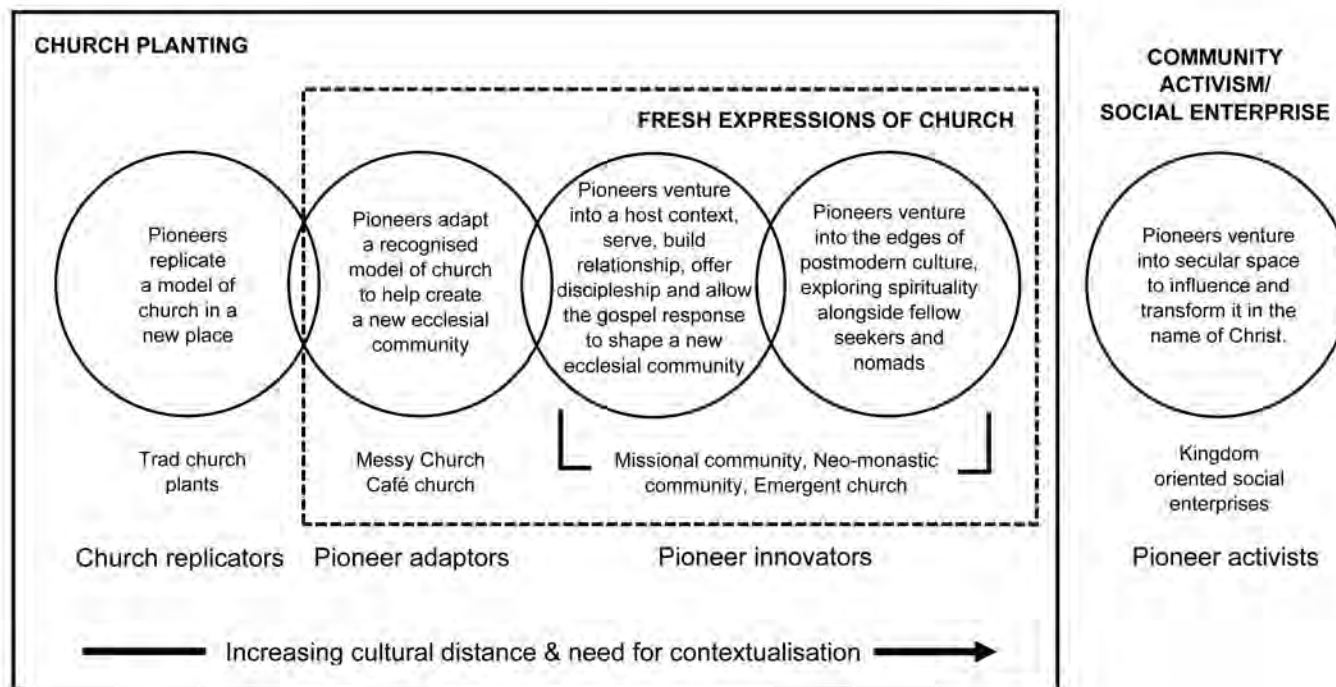 CHURCH PLANTING
COMMUNITY
ACTIVISM/
SOCIAL ENTERPRISE
FRESH EXPRESSIONS OF CHURCH
Pioneers
replicate
a model of
church in a
new place
Pioneers adapt
a recognised
model of church
to help create
a new ecclesial
community
Pioneers venture
into a host context,
serve, build
relationship, offer
discipleship and allow
the gospel response
to shape a new
ecclesial community
Pioneers venture
into the edges of
postmodern culture,
exploring spirituality
alongside fellow
seekers and
nomads
Pioneers venture
into secular space
to influence and
transform it in the
name of Christ.
Trad church
plants
Messy Church
Café church
Missional community, Neo-monastic
community, Emergent church
Kingdom
oriented social
enterprises
Church replicators
Pioneer adaptors
Pioneer innovators
Pioneer activists
Increasing cultural distance & need for contextualisation